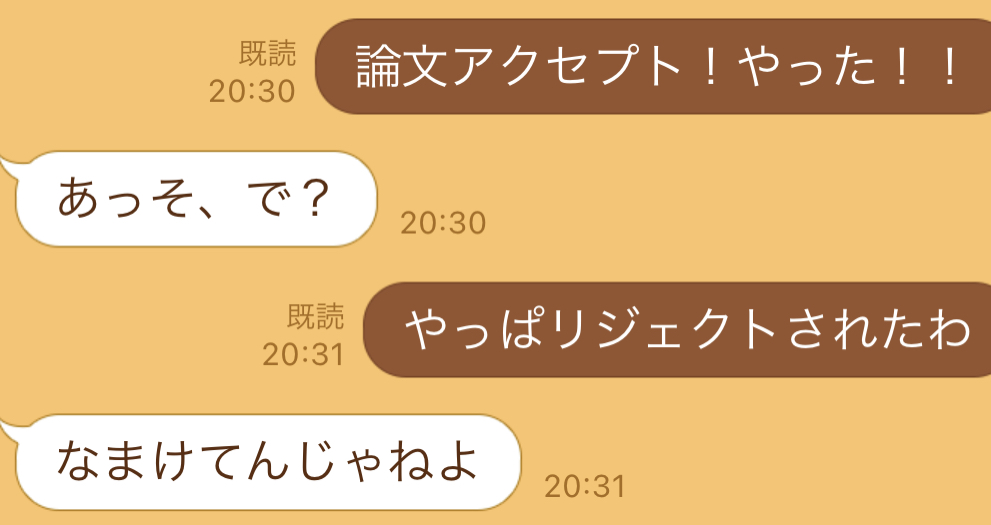 論文アクセプト！やった！！
既読
20:30
あっそ、で？
20:30
やっぱリジェクトされたわ
既読
20:31
なまけてんじゃねよ
20:31